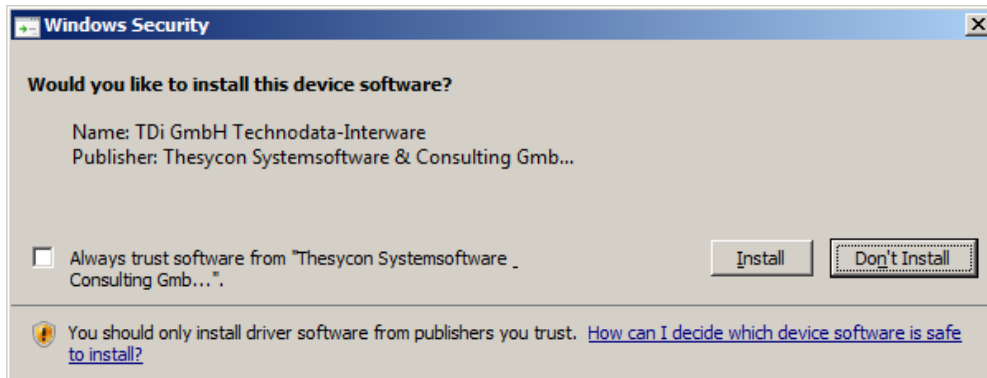 Windows Security
Would you like to install this device software?
Name: TDi GmbH Technodata-Interware
Publisher: Thesycon Systemsoftware & Consulting Gmb...
Always trust software from "Thesycon Systemsoftware _
Consulting Gmb...".
Install
Don't Install
You should only install driver software from publishers you trust. How can I decide which device software is safe
to install?